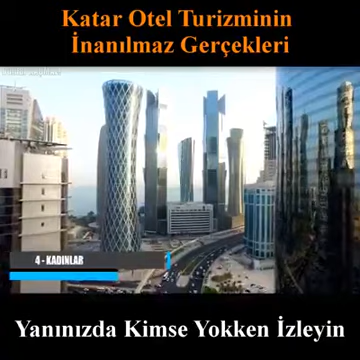 Katar Otel Turizminin
İnanılmaz Gerçekleri
4 - KADINLAR
Yanınızda Kimse Yokken İzleyin